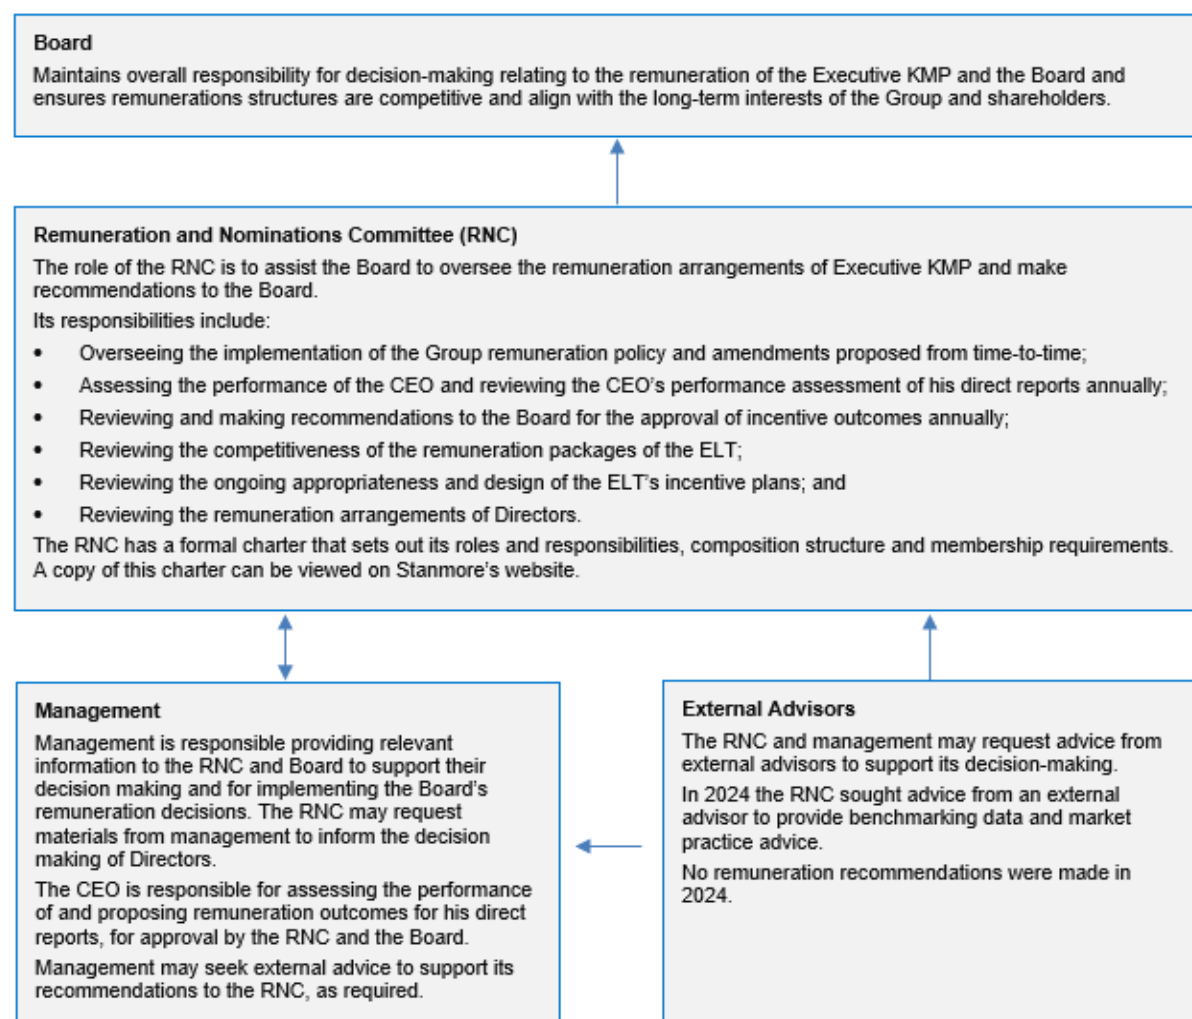 Board
Maintains overall responsibility for decision-making relating to the remuneration of the Executive KMP and the Board and
ensures remunerations structures are competitive and align with the long-term interests of the Group and shareholders.
Remuneration and Nominations Committee (RNC)
The role of the RNC is to assist the Board to oversee the remuneration arrangements of Executive KMP and make
recommendations to the Board.
Its responsibilities include:
• Overseeing the implementation of the Group remuneration policy and amendments proposed from time-to-time;
• Assessing the performance of the CEO and reviewing the CEO's performance assessment of his direct reports annually;
• Reviewing and making recommendations to the Board for the approval of incentive outcomes annually;
• Reviewing the competitiveness of the remuneration packages of the ELT;
• Reviewing the ongoing appropriateness and design of the ELT's incentive plans; and
• Reviewing the remuneration arrangements of Directors.
The RNC has a formal charter that sets out its roles and responsibilities, composition structure and membership requirements.
A copy of this charter can be viewed on Stanmore's website.
Management
Management is responsible providing relevant
information to the RNC and Board to support their
decision making and for implementing the Board's
remuneration decisions. The RNC may request
materials from management to inform the decision
making of Directors.
The CEO is responsible for assessing the performance
of and proposing remuneration outcomes for his direct
reports, for approval by the RNC and the Board.
Management may seek external advice to support its
recommendations to the RNC, as required.
External Advisors
The RNC and management may request advice from
external advisors to support its decision-making.
In 2024 the RNC sought advice from an external
advisor to provide benchmarking data and market
practice advice.
No remuneration recommendations were made in
2024.